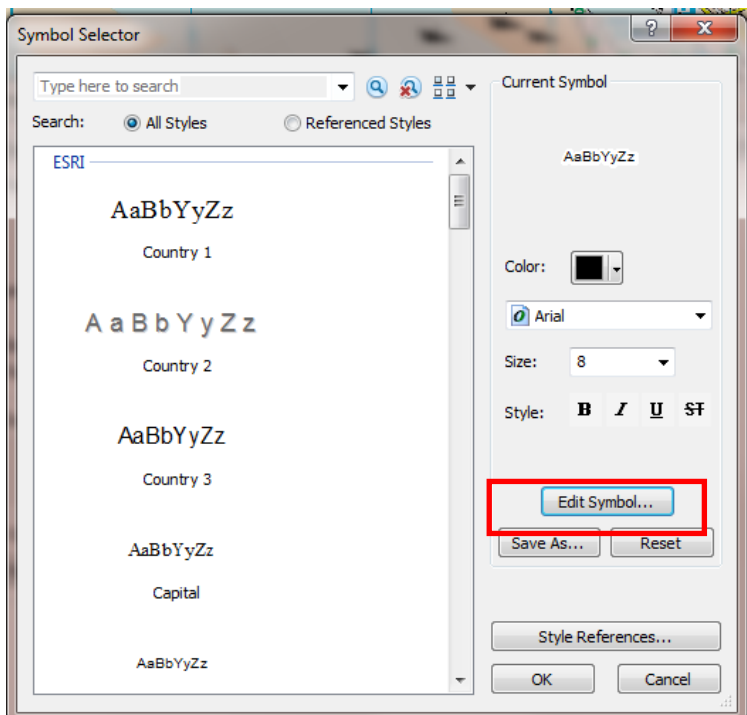 Symbol Selector
Type here to search
Search: All Styles Referenced Styles
ESRI
AaBbYyZz
Country 1
AaBbYyZz
Country 2
AaBbYyZz
Country 3
AaBbYyZz
Capital
AaBbYyZz
Current Symbol
AaBbYyZz
Color:
Arial
Size: 8
Style: B I U ST
Edit Symbol...
Save As... Reset
Style References...
OK Cancel